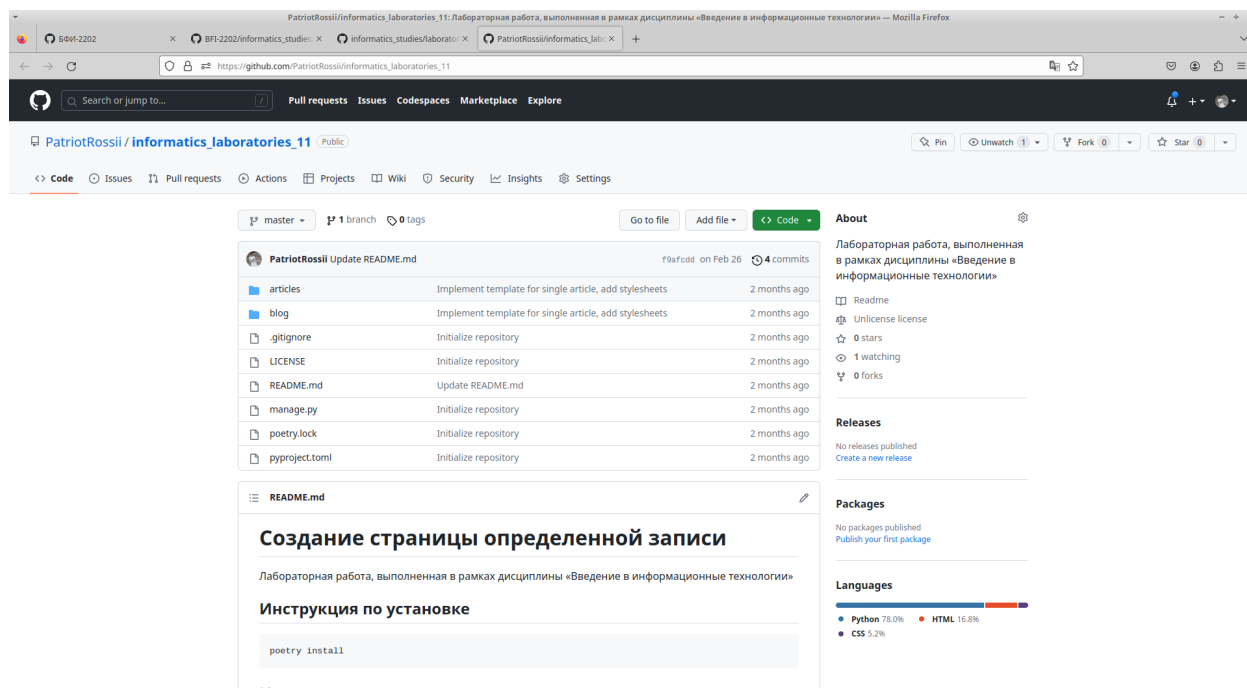 PatriotRossii/informatics_laboratories_11: Лабораторная работа, выполненная в рамках дисциплины «Введение в информационные технологии» — Mozilla Firefox
БФИ-2202 BFI-2202/informatics_studies: informatics_studies/laborator PatriotRossii/informatics_labo
https://github.com/PatriotRossii/informatics_laboratories_11
Search or jump to... / Pull requests Issues Codespaces Marketplace Explore
PatriotRossii / informatics_laboratories_11 Public Pin Unwatch 1 Fork 0 Star 0
Code Issues Pull requests Actions Projects Wiki Security Insights Settings
master 1 branch 0 tags Go to file Add file <> Code
PatriotRossii Update README.md f9afcdd on Feb 26 4 commits
articles Implement template for single article, add stylesheets 2 months ago
blog Implement template for single article, add stylesheets 2 months ago
.gitignore Initialize repository 2 months ago
LICENSE Initialize repository 2 months ago
README.md Update README.md 2 months ago
manage.py Initialize repository 2 months ago
poetry.lock Initialize repository 2 months ago
pyproject.toml Initialize repository 2 months ago
README.md
Создание страницы определенной записи
Лабораторная работа, выполненная в рамках дисциплины «Введение в информационные технологии»
Инструкция по установке
poetry install
About
Лабораторная работа, выполненная
в рамках дисциплины «Введение в
информационные технологии»
Readme
Unlicense license
0 stars
1 watching
0 forks
Releases
No releases published
Create a new release
Packages
No packages published
Publish your first package
Languages
Python 78.0% HTML 16.8%
CSS 5.2%